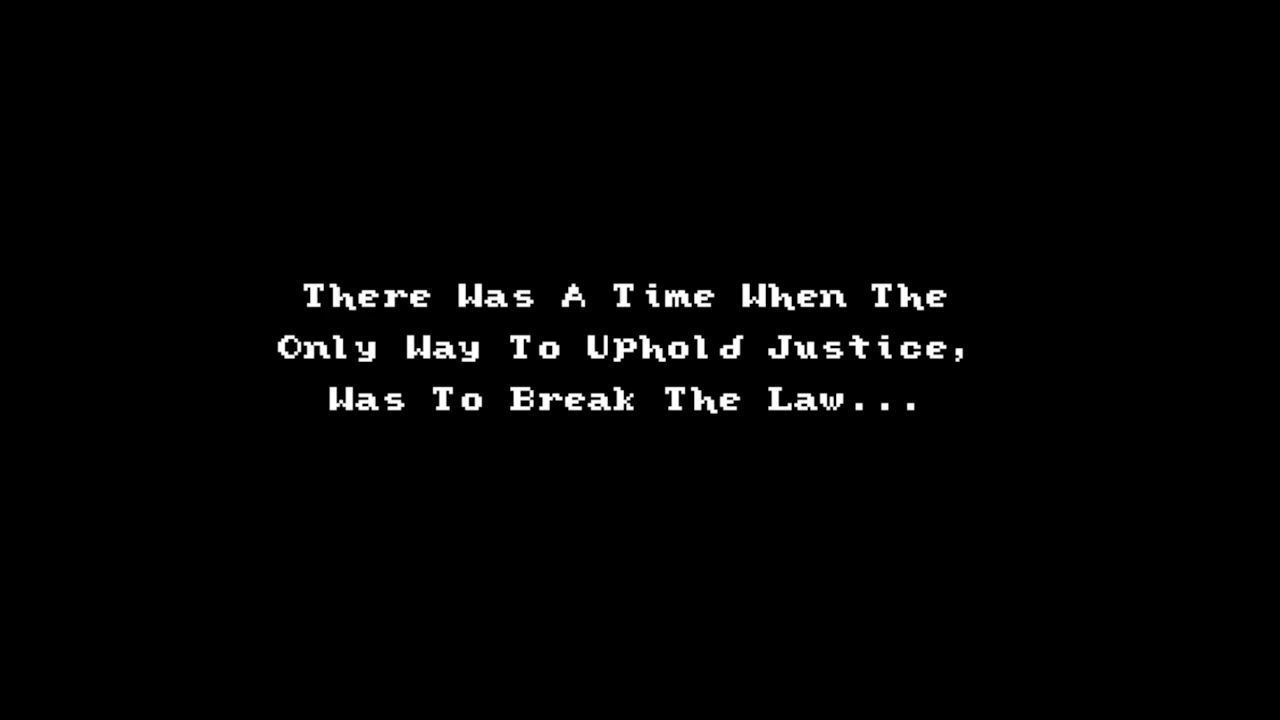 There Was A Time When The
Only Way To Uphold Justice,
Was To Break The Law...